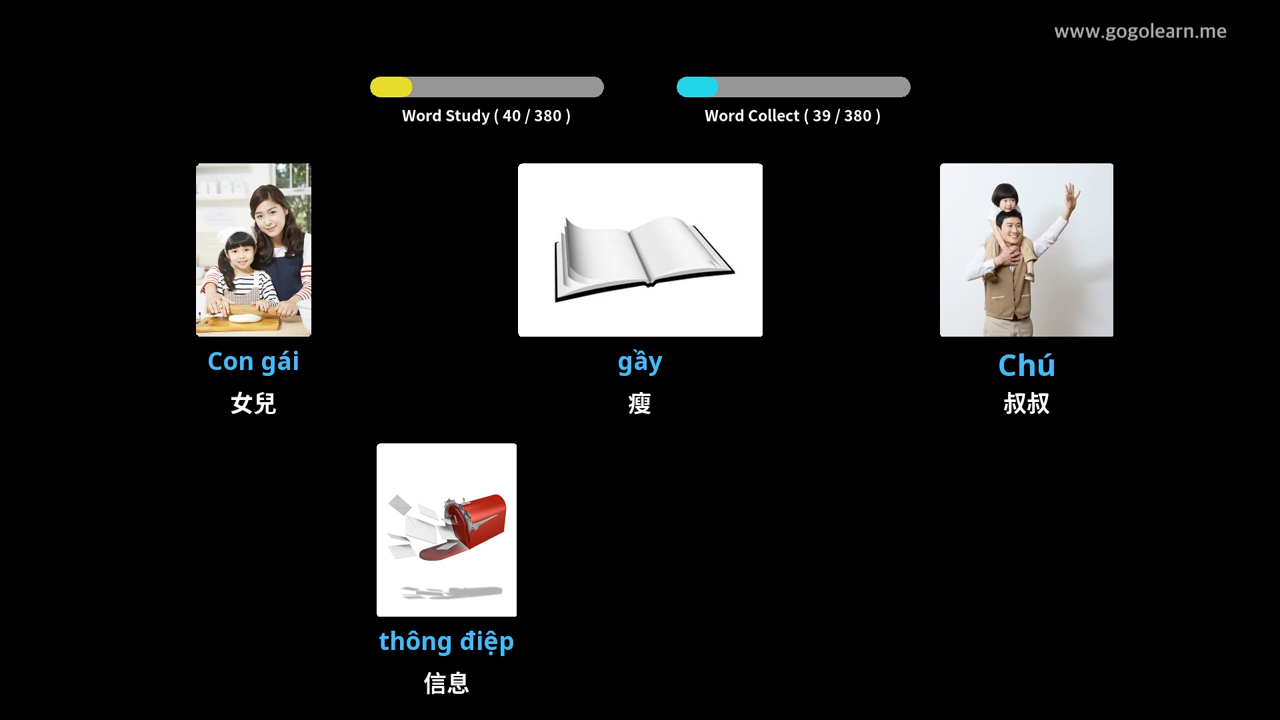 www.gogolearn.me
Word Study ( 40 / 380 )
Word Collect ( 39 / 380 )
Con gái
gầy
Chú
女兒
瘦
叔叔
thông điệp
信息